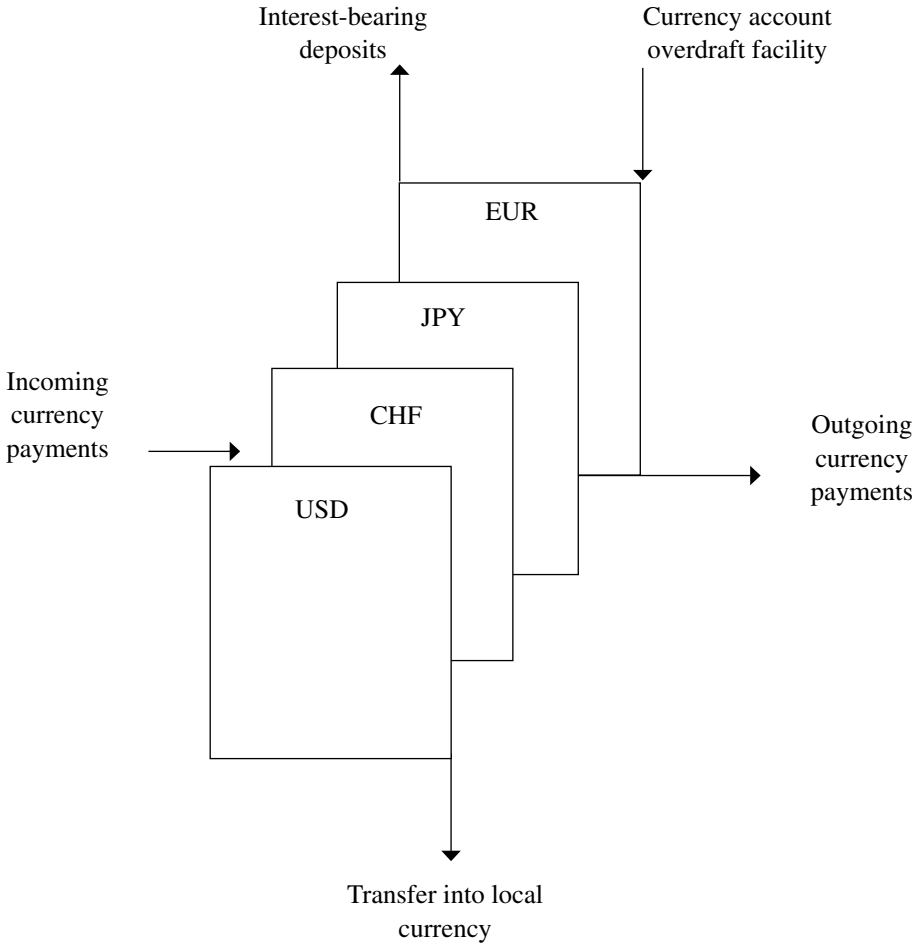 Interest-bearing
deposits
Currency account
overdraft facility
EUR
JPY
CHF
USD
Incoming
currency
payments
Outgoing
currency
payments
Transfer into local
currency